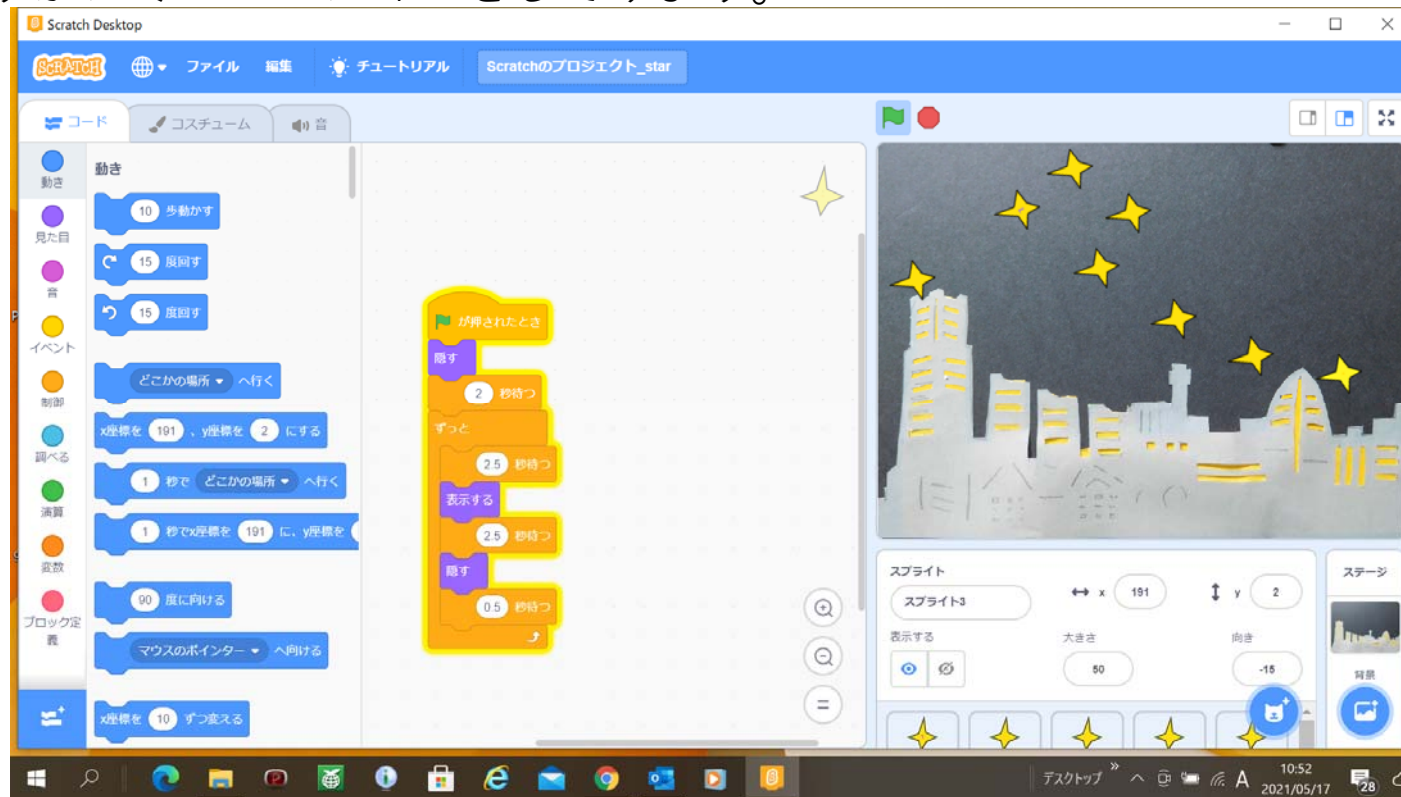 Scratch Desktop
SCRATCH
ファイル
編集
チュートリアル
Scratchのプロジェクト_star
コード
コスチューム
音
動き
見た目
音
イベント
制御
調べる
演算
変数
ブロック定
義
動き
10 歩動かす
15 度回す
15 度回す
どこかの場所 へ行く
x座標を 191 、y座標を 2 にする
1 秒で どこかの場所 へ行く
1 秒でx座標を 191 に、y座標を
90 度に向ける
マウスのポインター へ向ける
x座標を 10 ずつ変える
が押されたとき
隠す
2 秒待つ
ずっと
2.5 秒待つ
表示する
2.5 秒待つ
隠す
0.5 秒待つ
スプライト
スプライト3
x 191
y 2
表示する
大きさ
50
向き
-15
ステージ
背景
デスクトップ
A
10:52
2021/05/17
28